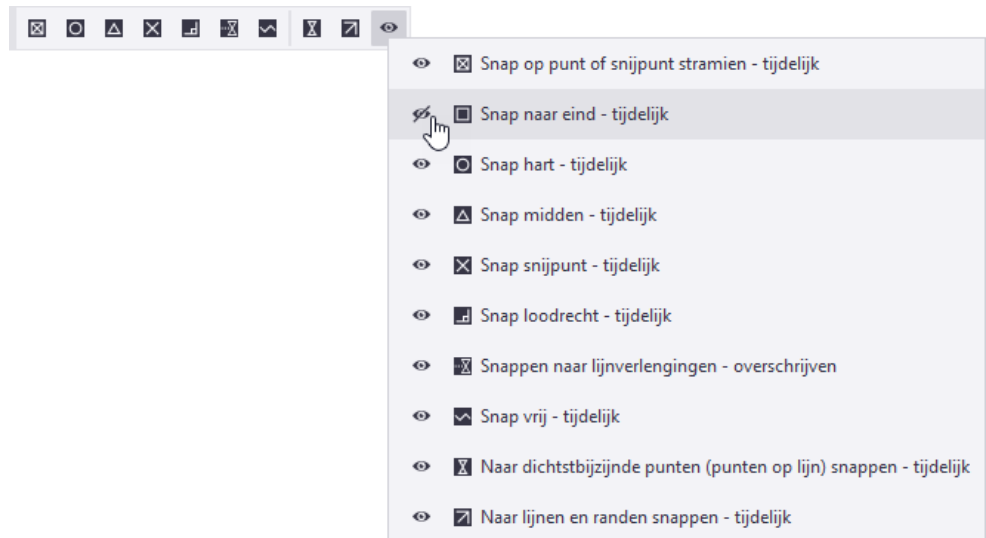 Snap op punt of snijpunt stramien - tijdelijk
Snap naar eind - tijdelijk
Snap hart - tijdelijk
Snap midden - tijdelijk
Snap snijpunt - tijdelijk
Snap loodrecht - tijdelijk
Snappen naar lijnverlengingen - overschrijven
Snap vrij - tijdelijk
Naar dichtstbijzijnde punten (punten op lijn) snappen - tijdelijk
Naar lijnen en randen snappen - tijdelijk